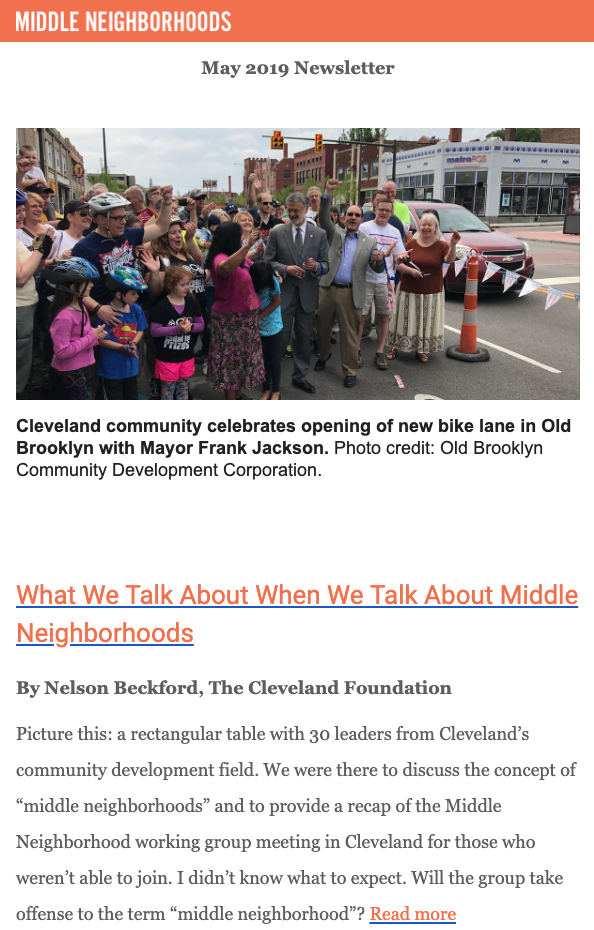 MIDDLE NEIGHBORHOODS
May 2019 Newsletter
metroPCS
Cleveland community celebrates opening of new bike lane in Old
Brooklyn with Mayor Frank Jackson. Photo credit: Old Brooklyn
Community Development Corporation.
What We Talk About When We Talk About Middle
Neighborhoods
By Nelson Beckford, The Cleveland Foundation
Picture this: a rectangular table with 30 leaders from Cleveland’s
community development field. We were there to discuss the concept of
“middle neighborhoods” and to provide a recap of the Middle
Neighborhood working group meeting in Cleveland for those who
weren’t able to join. I didn’t know what to expect. Will the group take
offense to the term “middle neighborhood”? Read more